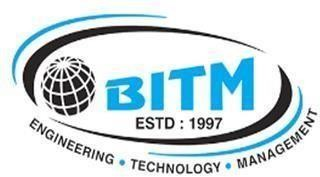 BITM
ESTD : 1997
ENGINEERING • TECHNOLOGY • MANAGEMENT